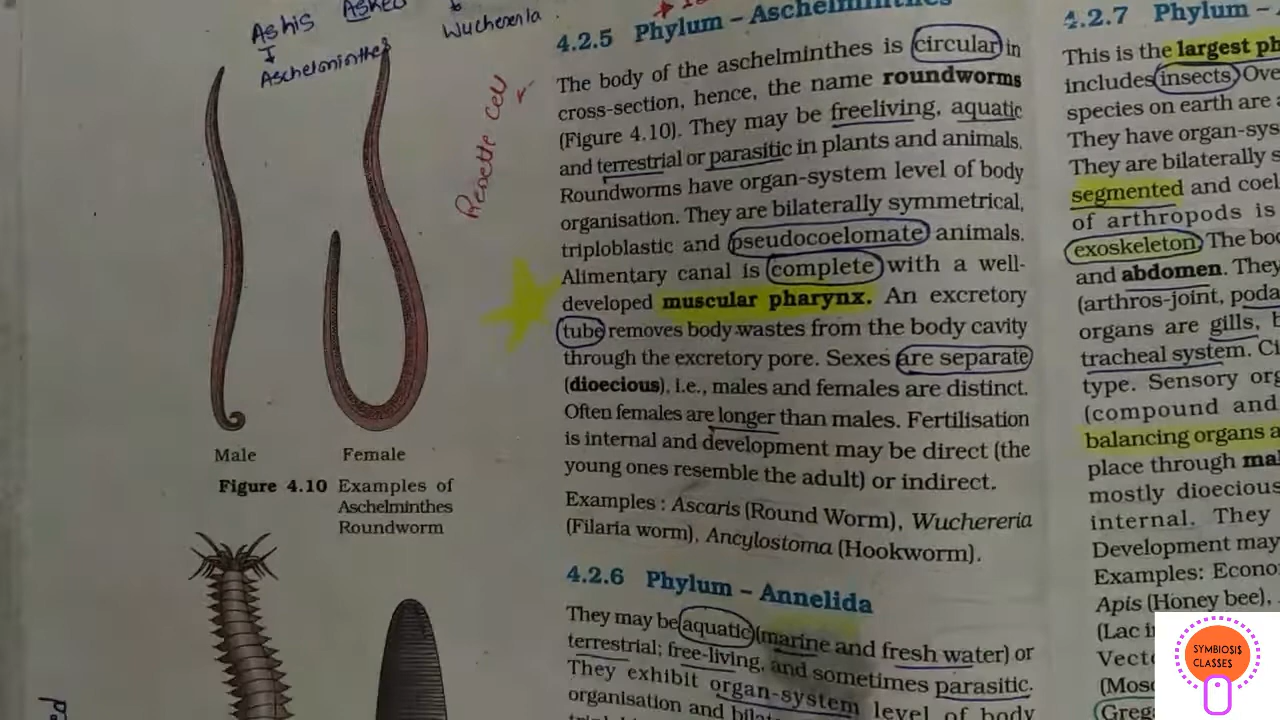 Ashis Asked
Aschelminthes
Wuchereria
Renette cell
Male Female
Figure 4.10 Examples of
Aschelminthes
Roundworm
4.2.5 Phylum – Aschelminthes
The body of the aschelminthes is circular in
cross-section, hence, the name roundworms
(Figure 4.10). They may be freeliving, aquatic
and terrestrial or parasitic in plants and animals.
Roundworms have organ-system level of body
organisation. They are bilaterally symmetrical,
triploblastic and pseudocoelomate animals.
Alimentary canal is complete with a well-
developed muscular pharynx. An excretory
tube removes body wastes from the body cavity
through the excretory pore. Sexes are separate
(dioecious), i.e., males and females are distinct.
Often females are longer than males. Fertilisation
is internal and development may be direct (the
young ones resemble the adult) or indirect.
Examples : Ascaris (Round Worm), Wuchereria
(Filaria worm), Ancylostoma (Hookworm).
4.2.6 Phylum – Annelida
They may be aquatic (marine and fresh water) or
terrestrial; free-living, and sometimes parasitic.
They exhibit organ-system level of body
organisation and
4.2.7 Phylum –
This is the largest
includes insects
species on earth are
They have
They are bilaterally
segmented and
of arthropods is
exoskeleton. The
and abdomen. They
(arthros-joint,
organs are gills,
tracheal system.
type. Sensory
(compound and
balancing organs
place through
mostly dioecious
internal. They
Development may
Examples:
Apis (Honey bee),
(Lac
SYMBIOSIS
CLASSES